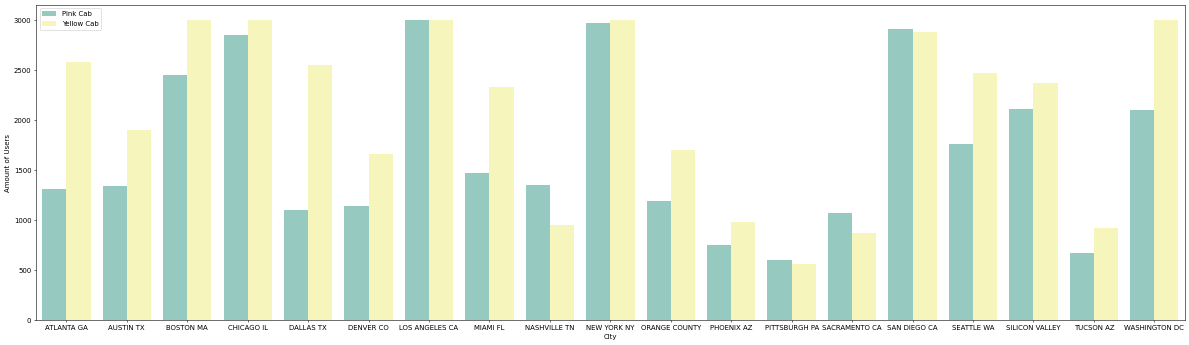 Pink Cab
Yellow Cab
3000
2500
2000
1500
1000
500
0
Amount of Users
ATLANTA GA AUSTIN TX BOSTON MA CHICAGO IL DALLAS TX DENVER CO LOS ANGELES CA MIAMI FL NASHVILLE TN NEW YORK NY ORANGE COUNTY PHOENIX AZ PITTSBURGH PA SACRAMENTO CA SAN DIEGO CA SEATTLE WA SILICON VALLEY TUCSON AZ WASHINGTON DC
City